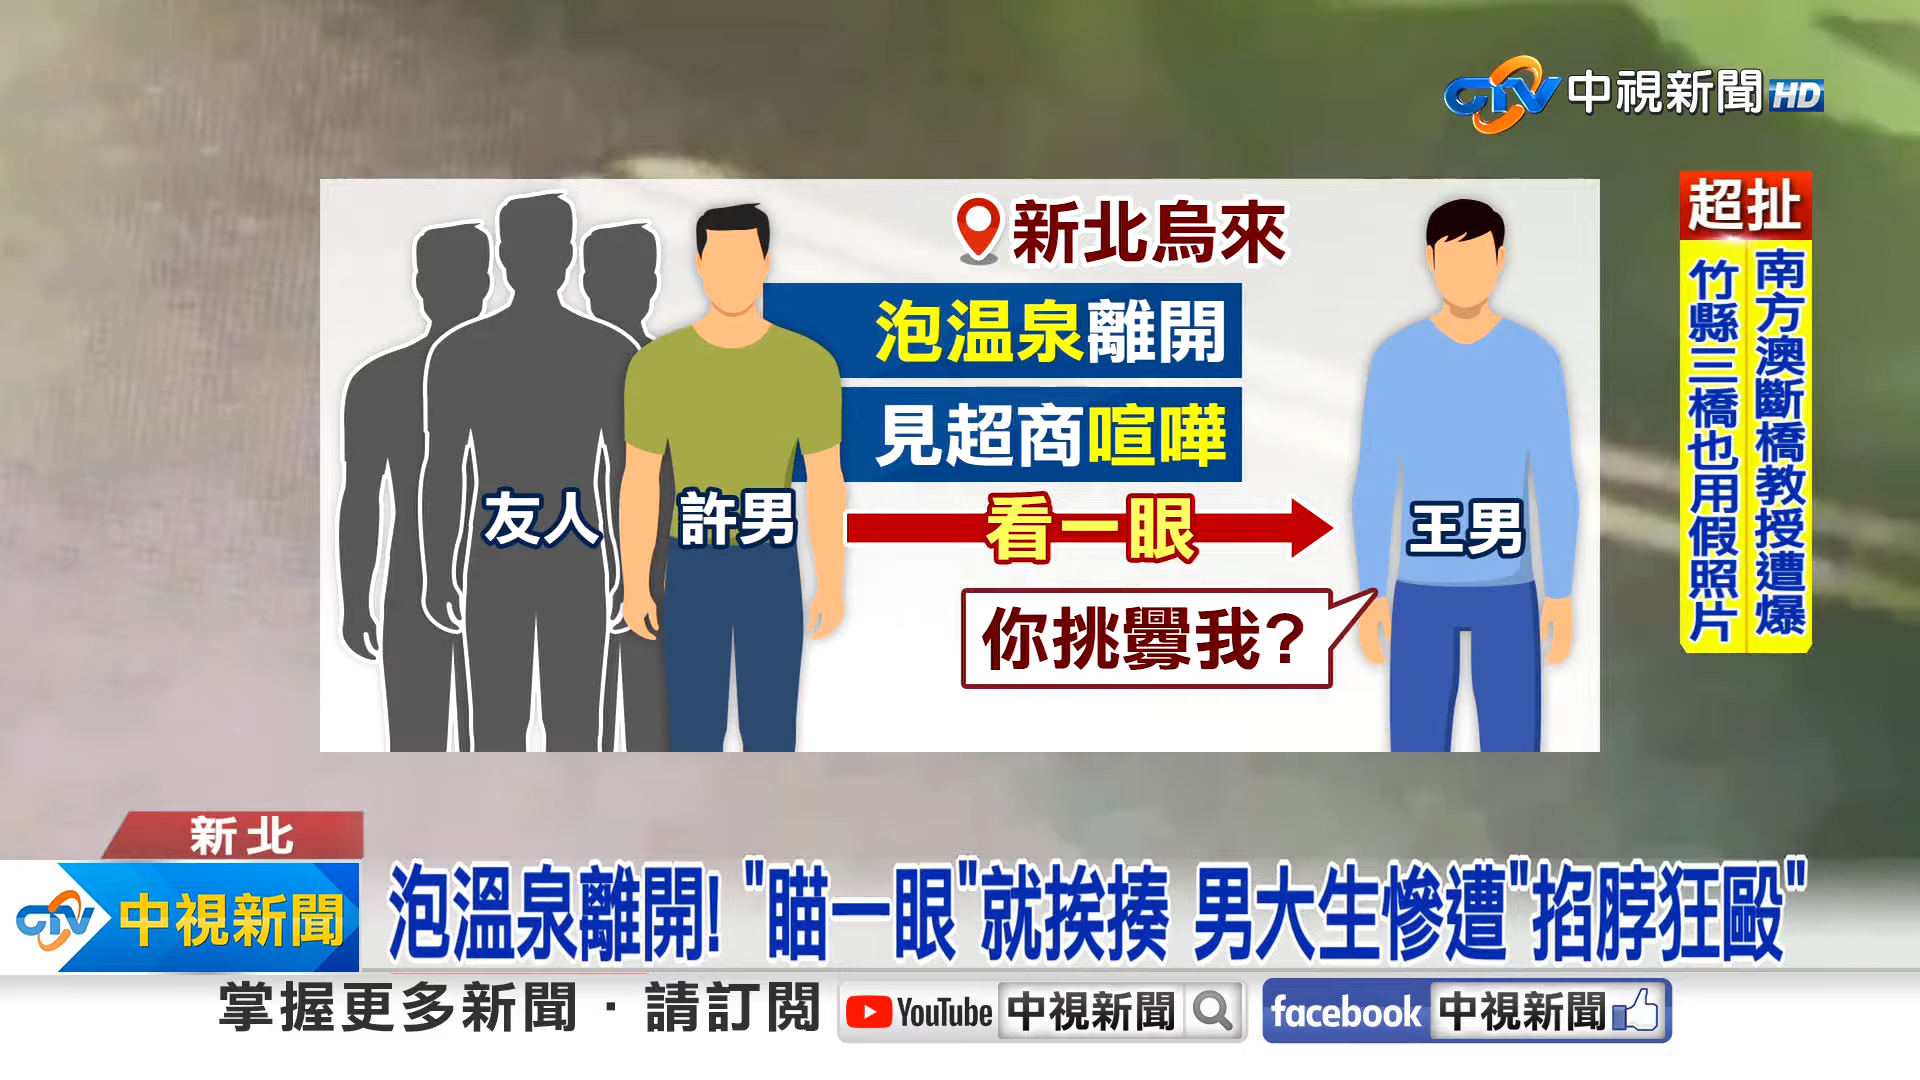 CTV 中視新聞 HD
超扯
南方澳斷橋教授遭爆
竹縣三橋也用假照片
新北烏來
泡温泉離開
見超商喧嘩
友人
許男
看一眼
王男
你挑釁我?
新北
CTV 中視新聞
泡溫泉離開! "瞄一眼"就挨揍 男大生慘遭"掐脖狂毆"
掌握更多新聞·請訂閱
YouTube 中視新聞
facebook 中視新聞